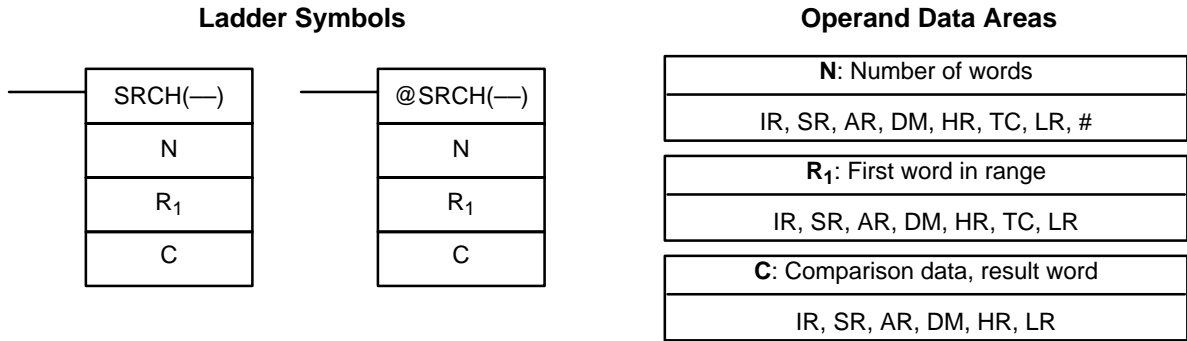 Ladder Symbols
SRCH(––)
N
R1
C
@SRCH(––)
N
R1
C
Operand Data Areas
N: Number of words
IR, SR, AR, DM, HR, TC, LR, #
R1: First word in range
IR, SR, AR, DM, HR, TC, LR
C: Comparison data, result word
IR, SR, AR, DM, HR, LR